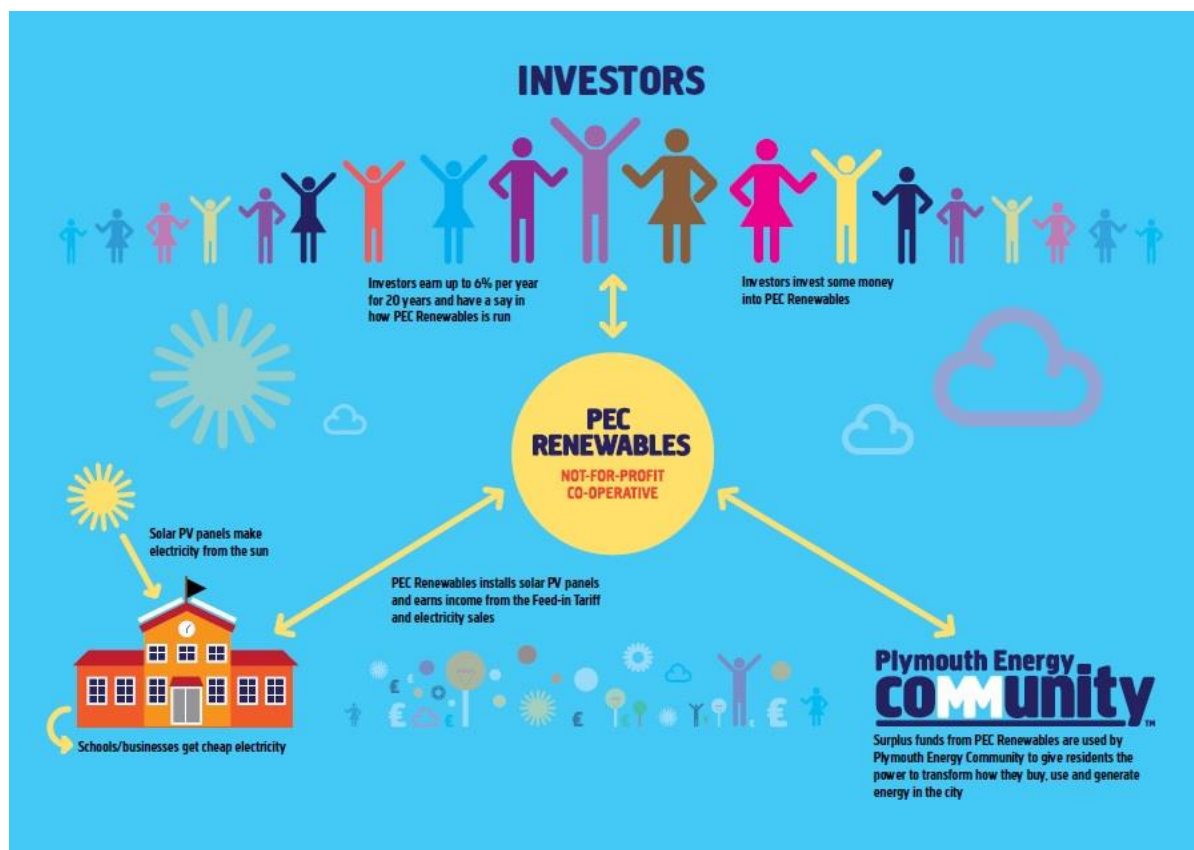 INVESTORS
Investors earn up to 6% per year
for 20 years and have a say in
how PEC Renewables is run
Investors invest some money
into PEC Renewables
PEC
RENEWABLES
NOT-FOR-PROFIT
CO-OPERATIVE
Solar PV panels make
electricity from the sun
PEC Renewables installs solar PV panels
and earns income from the Feed-in Tariff
and electricity sales
Schools/businesses get cheap electricity
Plymouth Energy
coMMunity™
Surplus funds from PEC Renewables are used by
Plymouth Energy Community to give residents the
power to transform how they buy, use and generate
energy in the city